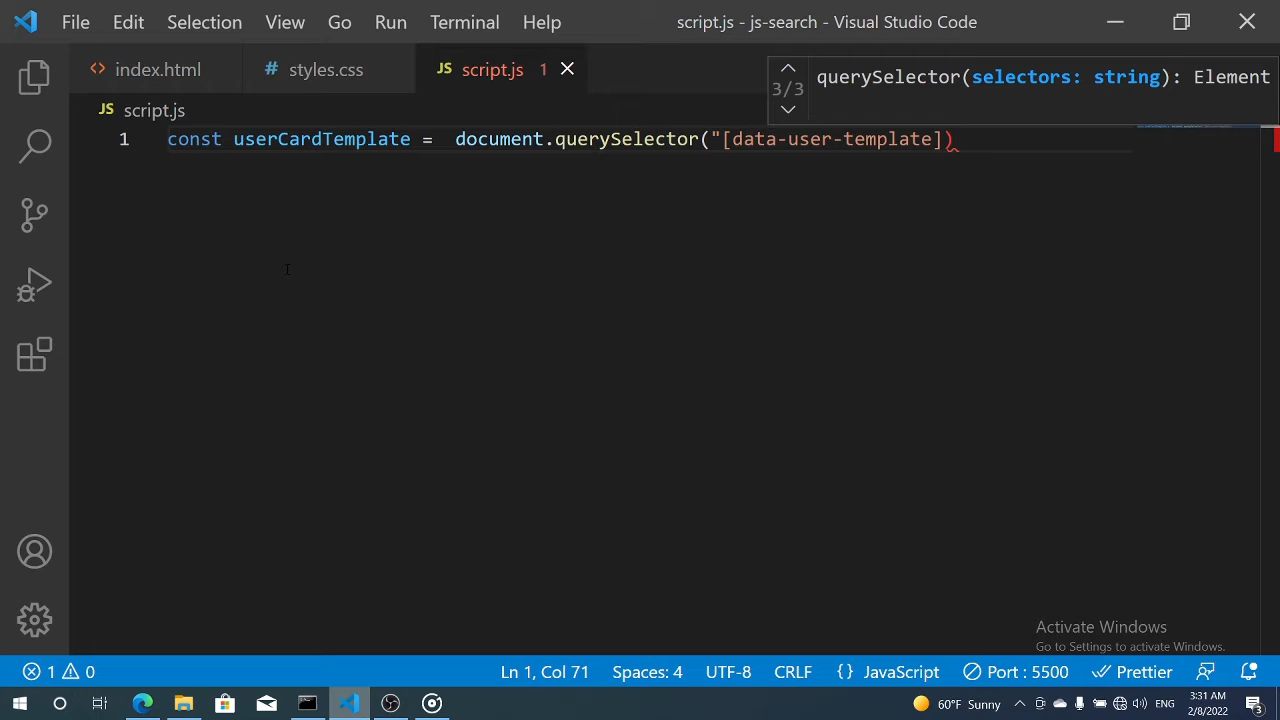 File Edit Selection View Go Run Terminal Help script.js - js-search - Visual Studio Code
<> index.html # styles.css JS script.js 1
3/3 querySelector(selectors: string): Element
JS script.js
1 const userCardTemplate =  document.querySelector("[data-user-template])
Activate Windows
Go to Settings to activate Windows.
1 0 Ln 1, Col 71 Spaces: 4 UTF-8 CRLF {} JavaScript Port : 5500 Prettier
60°F Sunny ENG 3:31 AM
2/8/2022 3